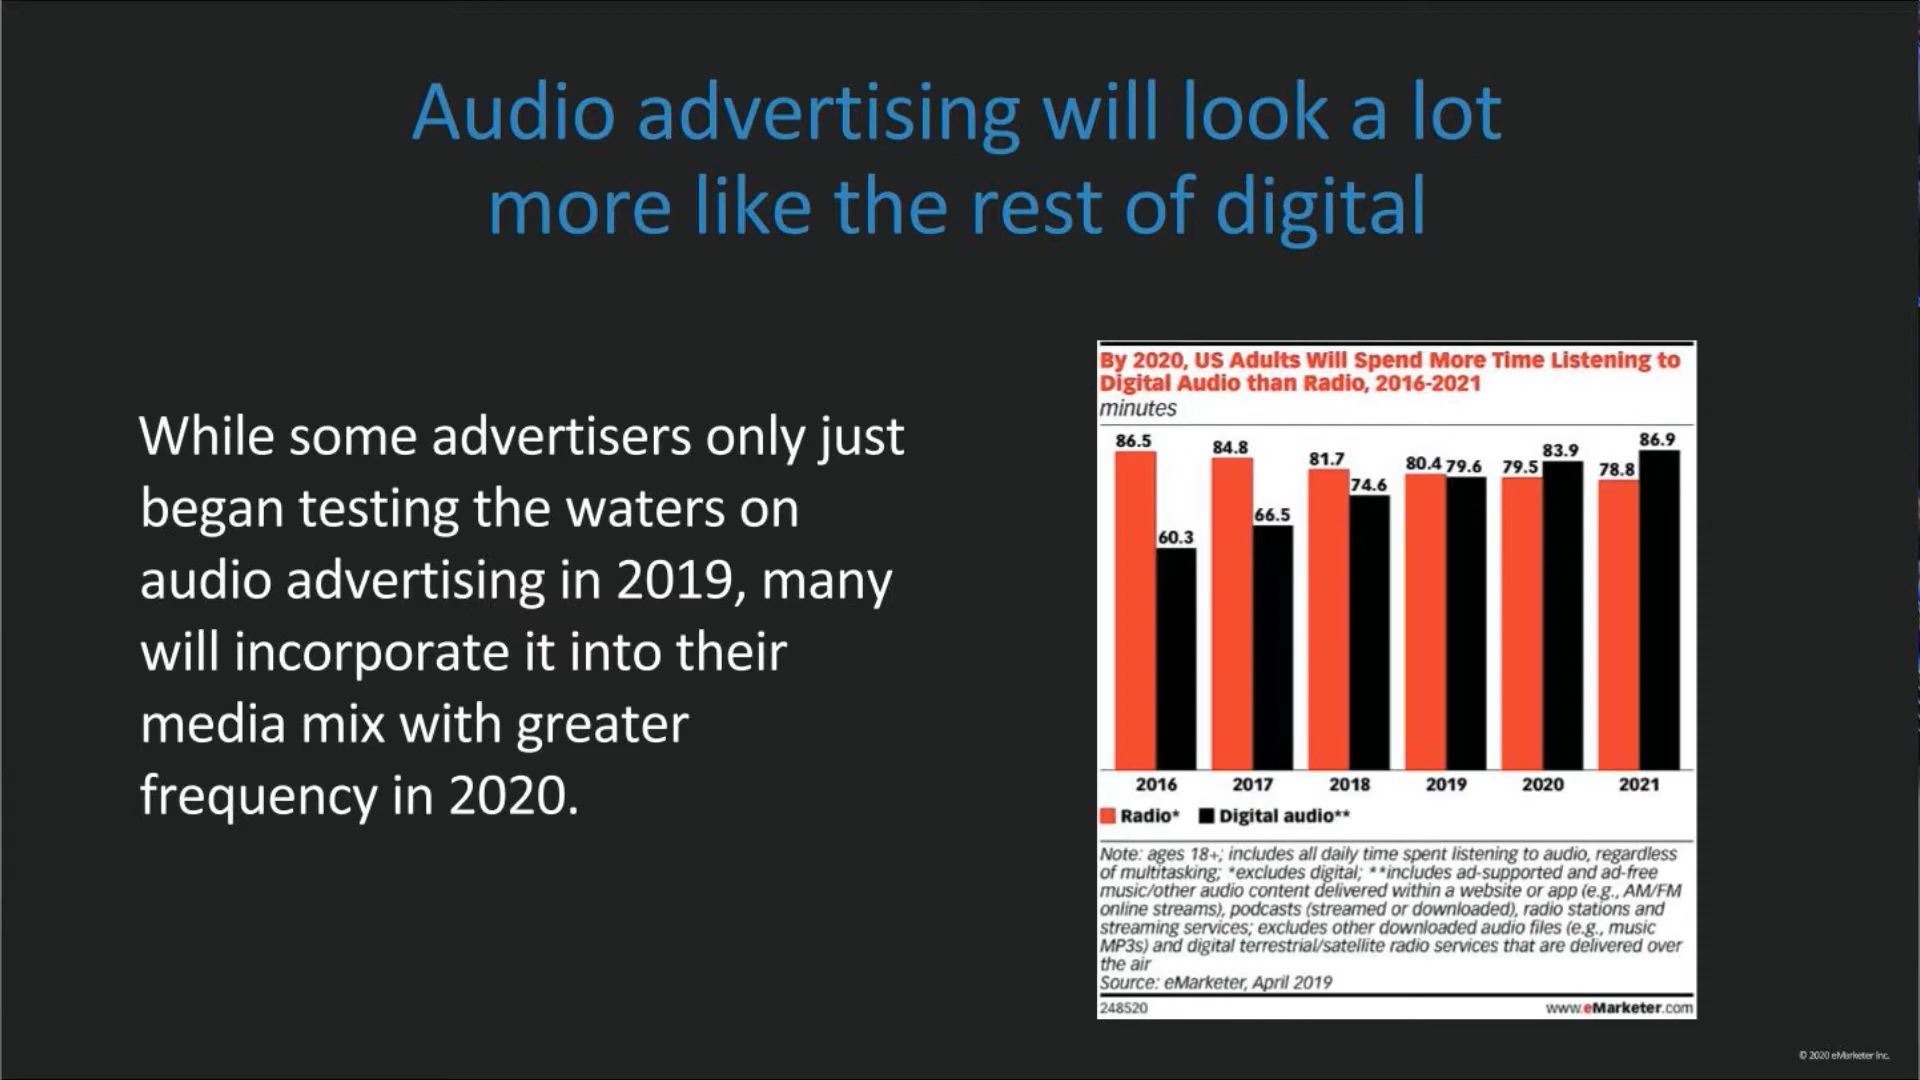 Audio advertising will look a lot
more like the rest of digital
While some advertisers only just
began testing the waters on
audio advertising in 2019, many
will incorporate it into their
media mix with greater
frequency in 2020.
By 2020, US Adults Will Spend More Time Listening to
Digital Audio than Radio, 2016-2021
minutes
86.5 60.3 84.8 66.5 81.7 74.6 80.4 79.6 79.5 83.9 78.8 86.9
2016 2017 2018 2019 2020 2021
Radio* Digital audio**
Note: ages 18+; includes all daily time spent listening to audio, regardless
of multitasking; *excludes digital; **includes ad-supported and ad-free
music/other audio content delivered within a website or app (e.g., AM/FM
online streams), podcasts (streamed or downloaded), radio stations and
streaming services; excludes other downloaded audio files (e.g., music
MP3s) and digital terrestrial/satellite radio services that are delivered over
the air
Source: eMarketer, April 2019
248520 www.eMarketer.com
© 2020 eMarketer Inc.